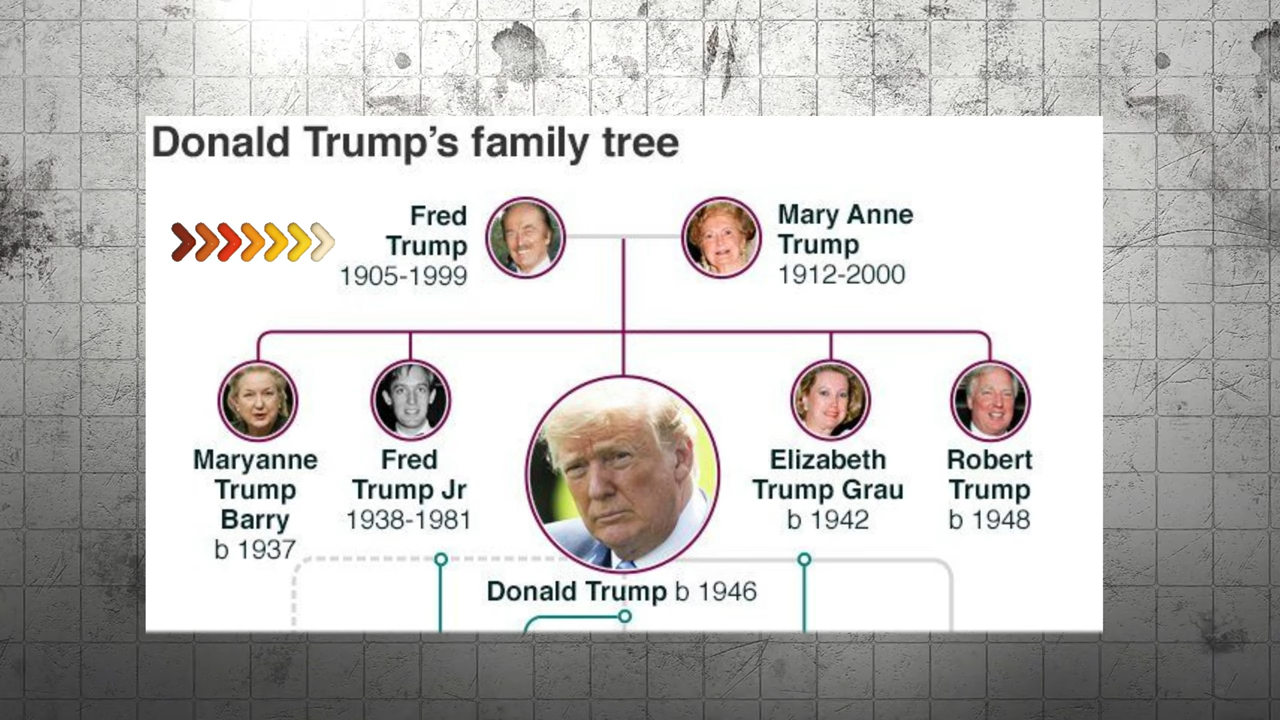 Donald Trump’s family tree
Fred
Trump
1905-1999
Mary Anne
Trump
1912-2000
Maryanne
Trump
Barry
b 1937
Fred
Trump Jr
1938-1981
Donald Trump b 1946
Elizabeth
Trump Grau
b 1942
Robert
Trump
b 1948